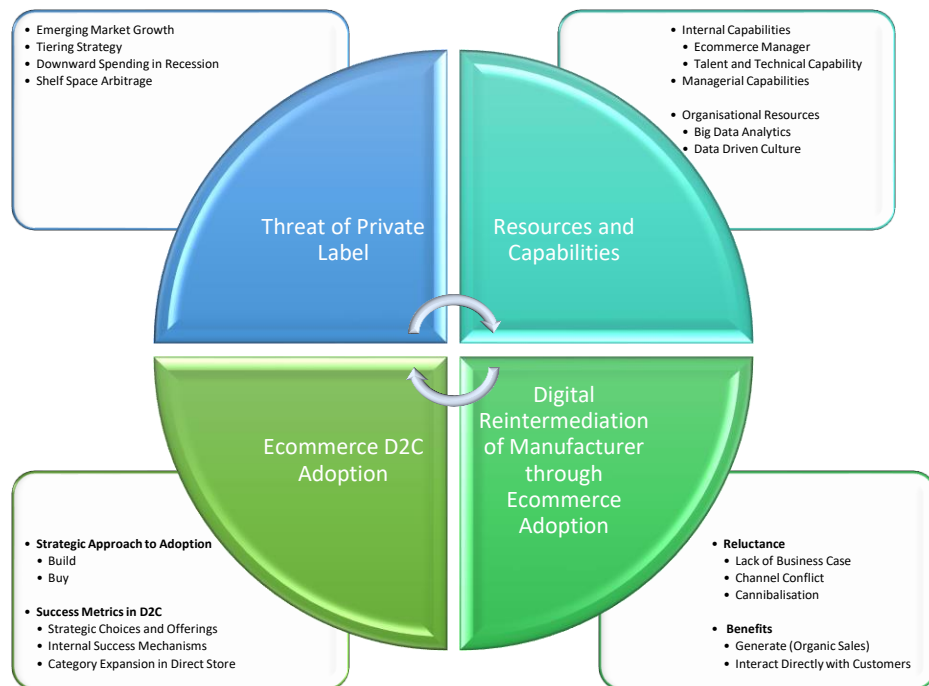 • Emerging Market Growth
• Tiering Strategy
• Downward Spending in Recession
• Shelf Space Arbitrage
• Internal Capabilities
• Ecommerce Manager
• Talent and Technical Capability
• Managerial Capabilities
• Organisational Resources
• Big Data Analytics
• Data Driven Culture
Threat of Private
Label
Resources and
Capabilities
Ecommerce D2C
Adoption
Digital
Reintermediation
of Manufacturer
through
Ecommerce
Adoption
• Strategic Approach to Adoption
• Build
• Buy
• Success Metrics in D2C
• Strategic Choices and Offerings
• Internal Success Mechanisms
• Category Expansion in Direct Store
• Reluctance
• Lack of Business Case
• Channel Conflict
• Cannibalisation
• Benefits
• Generate (Organic Sales)
• Interact Directly with Customers